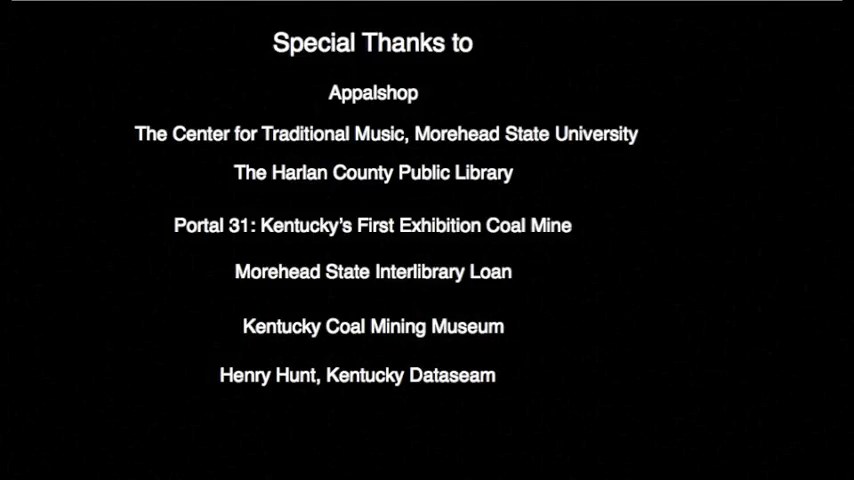 Special Thanks to
Appalshop
The Center for Traditional Music, Morehead State University
The Harlan County Public Library
Portal 31: Kentucky’s First Exhibition Coal Mine
Morehead State Interlibrary Loan
Kentucky Coal Mining Museum
Henry Hunt, Kentucky Dataseam